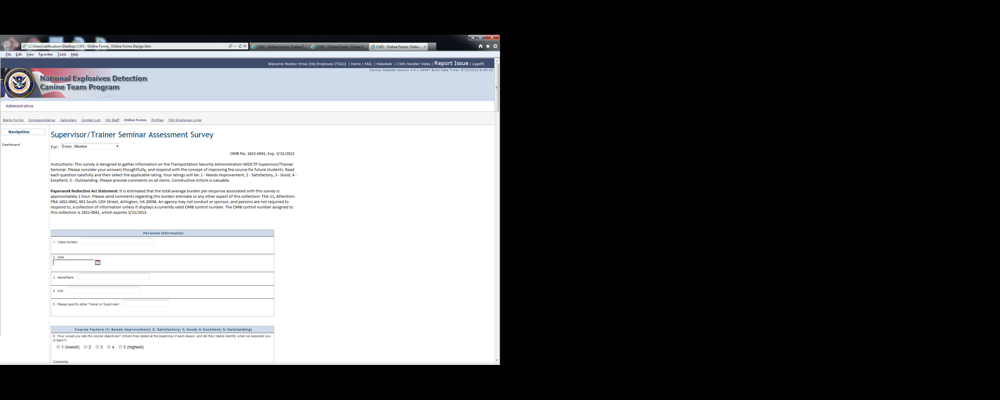 C:\Users\carthudson\Desktop\CWS - Online Forms_ Online Forms Design.htm
CWS - Online Forms. Online F...
CWS - Online Forms. Online F...
CWS - Online Forms. Onlin...
File Edit View Favorites Tools Help
Welcome Monitor Emoc [HQ Employee (TSA)] | Home | FAQ | Helpdesk | CWS Handler Video | Report Issue | Logoff|
Canine Website Version 3.4.1.18447 Build Date Time: 5/13/2013 8:44:19
National Explosives Detection
Canine Team Program
Administrative
Blank Forms Correspondence Calendars Contact List HQ Staff Online Forms Profiles TSA Employee Links
Navigation
Dashboard
Supervisor/Trainer Seminar Assessment Survey
For: Emoc, Monitor
OMB No. 1652-0041, Exp. 3/31/2013
Instructions: This survey is designed to gather information on the Transportation Security Administration NEDCTP Supervisor/Trainer
Seminar. Please consider your answers thoughtfully, and respond with the concept of improving the course for future students. Read
each question carefully and then select the applicable rating. Your ratings will be: 1 - Needs Improvement, 2 - Satisfactory, 3 - Good, 4 -
Excellent, 5 - Outstanding. Please provide comments on all items. Constructive critism is valuable.
Paperwork Reduction Act Statement: It is estimated that the total average burden per response associated with this survey is
approximately 1 hour. Please send comments regarding this burden estimate or any other aspect of this collection: TSA-11, Attention:
PRA 1652-0041, 601 South 12th Street, Arlington, VA 20598. An agency may not conduct or sponsor, and persons are not required to
respond to, a collection of information unless it displays a currently valid OMB control number. The OMB control number assigned to
this collection is 1652-0041, which expires 3/31/2013.
Personal Information
1. Class Number:
2. Date:
3. Name/Rank:
4. Unit:
5. Please specify either Trainer or Supervisor:
Course Factors (1: Needs Improvement; 2: Satisfactory; 3: Good; 4: Excellent; 5: Outstanding)
6. How would you rate the course objectives? (Where they stated at the beginning of each lesson, and did they clearly identify what we expected you
to learn?)
1 (lowest) 2 3 4 5 (highest)
Comments: